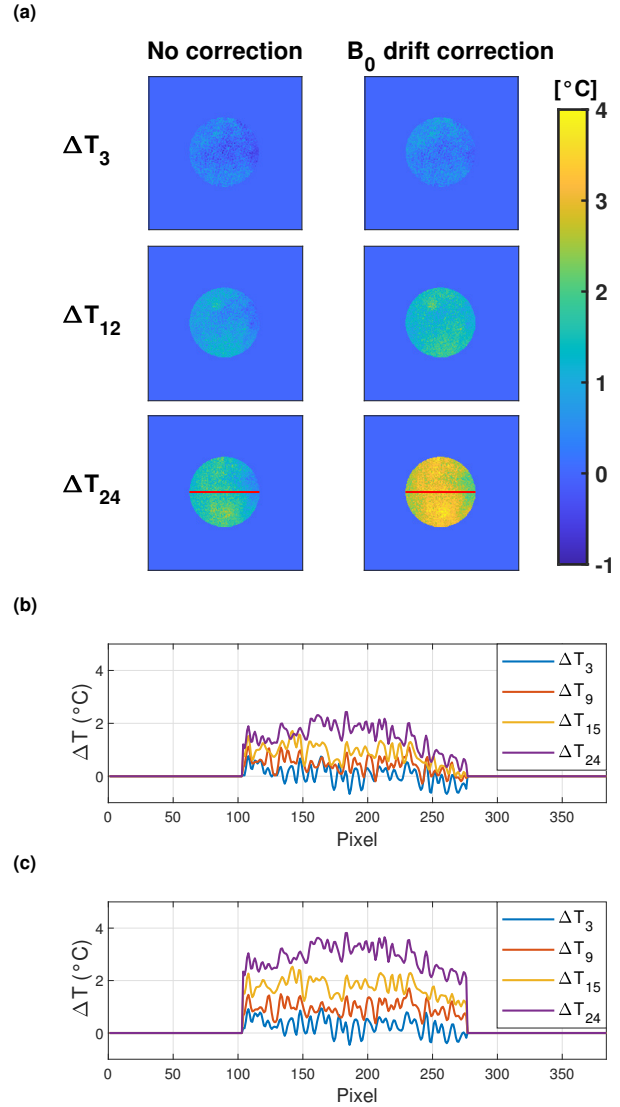 (a)
No correction B₀ drift correction
[°C]
ΔT₃
ΔT₁₂
ΔT₂₄
4
3
2
1
0
-1
(b)
ΔT (°C)
4
2
0
0 50 100 150 200 250 300 350
Pixel
ΔT₃
ΔT₉
ΔT₁₅
ΔT₂₄
(c)
ΔT (°C)
4
2
0
0 50 100 150 200 250 300 350
Pixel
ΔT₃
ΔT₉
ΔT₁₅
ΔT₂₄